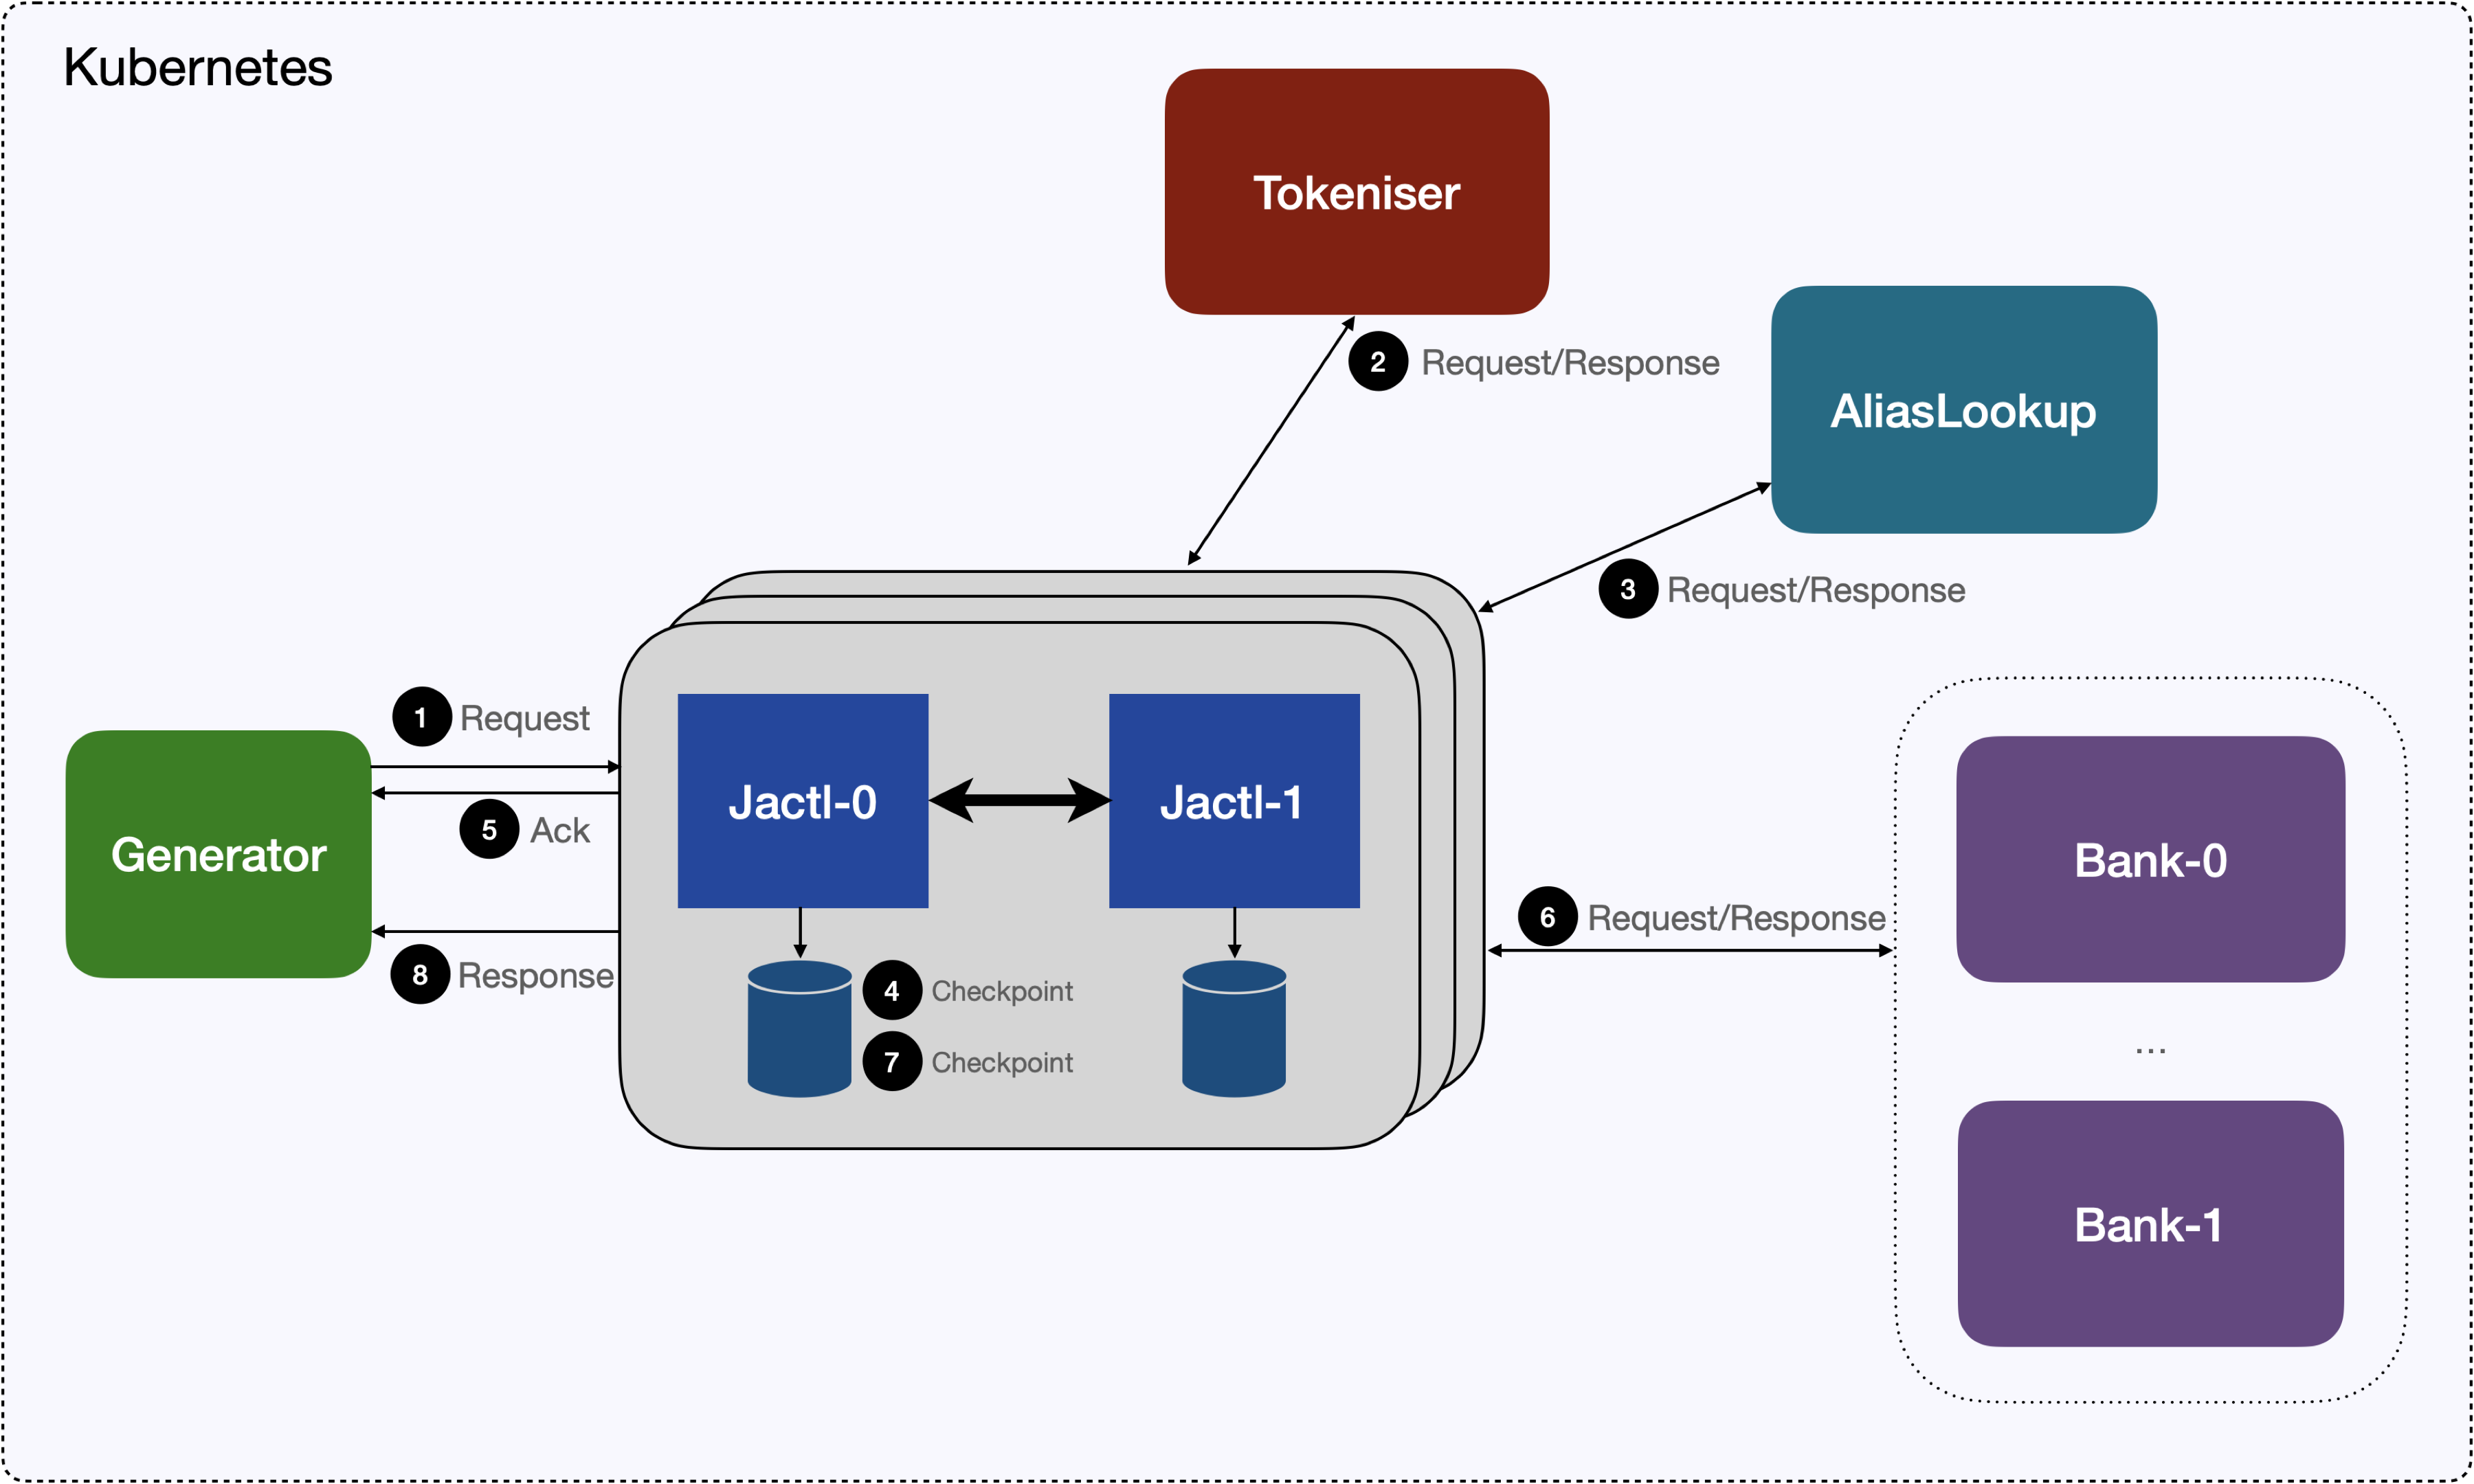 Kubernetes
Tokeniser
2 Request/Response
AliasLookup
3 Request/Response
1 Request
Jactl-0
Jactl-1
5 Ack
Generator
Bank-0
6 Request/Response
8 Response
4 Checkpoint
7 Checkpoint
...
Bank-1